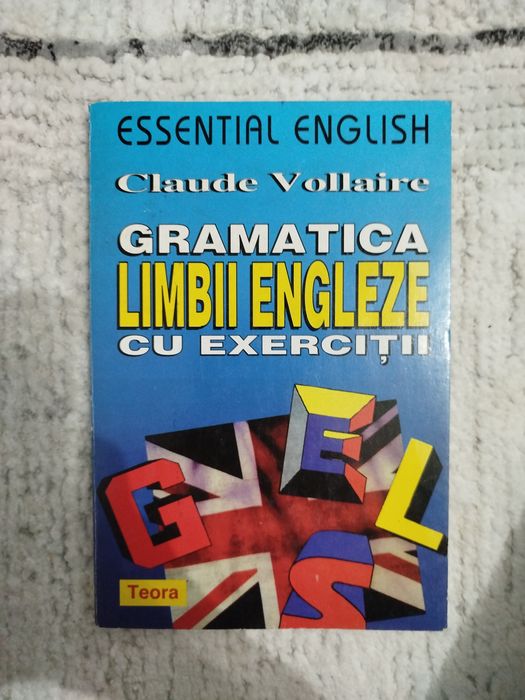 ESSENTIAL ENGLISH
Claude Vollaire
GRAMATICA
LIMBII ENGLEZE
CU EXERCIȚII
E
G
L
S
Teora